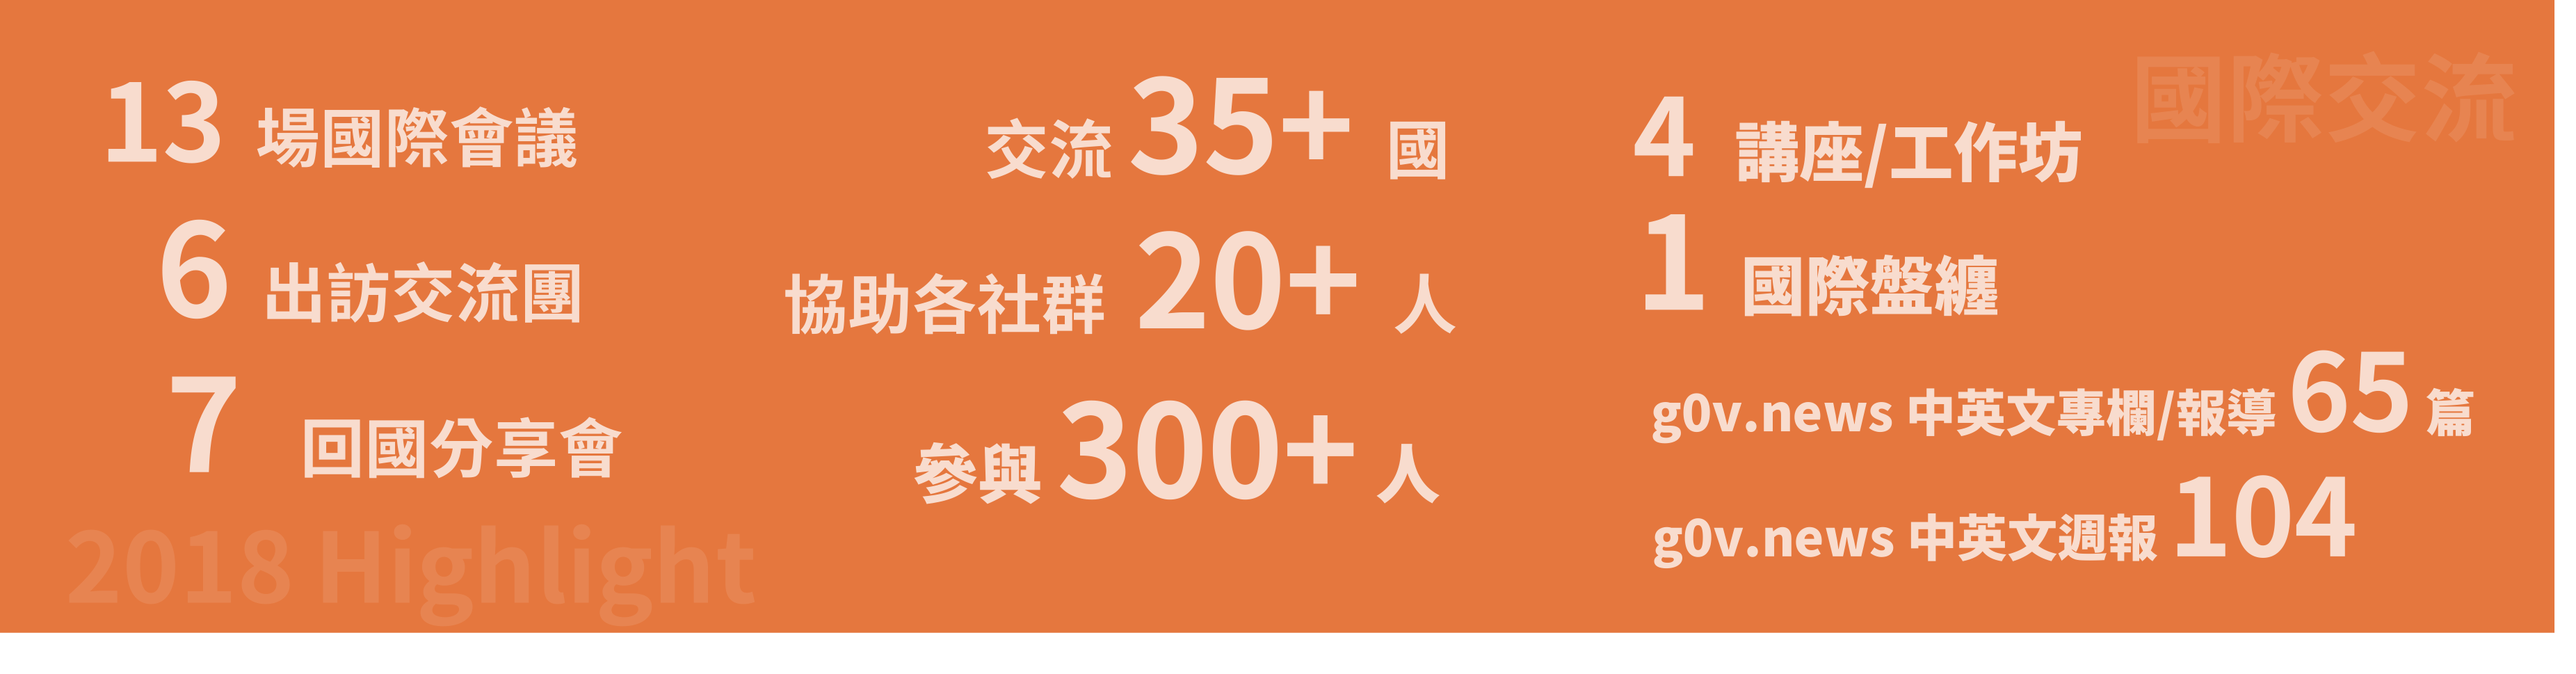 國際交流
13 場國際會議
6 出訪交流團
7 回國分享會
交流 35+ 國
協助各社群 20+ 人
參與 300+ 人
4 講座/工作坊
1 國際盤纏
g0v.news 中英文專欄/報導 65 篇
g0v.news 中英文週報 104
2018 Highlight